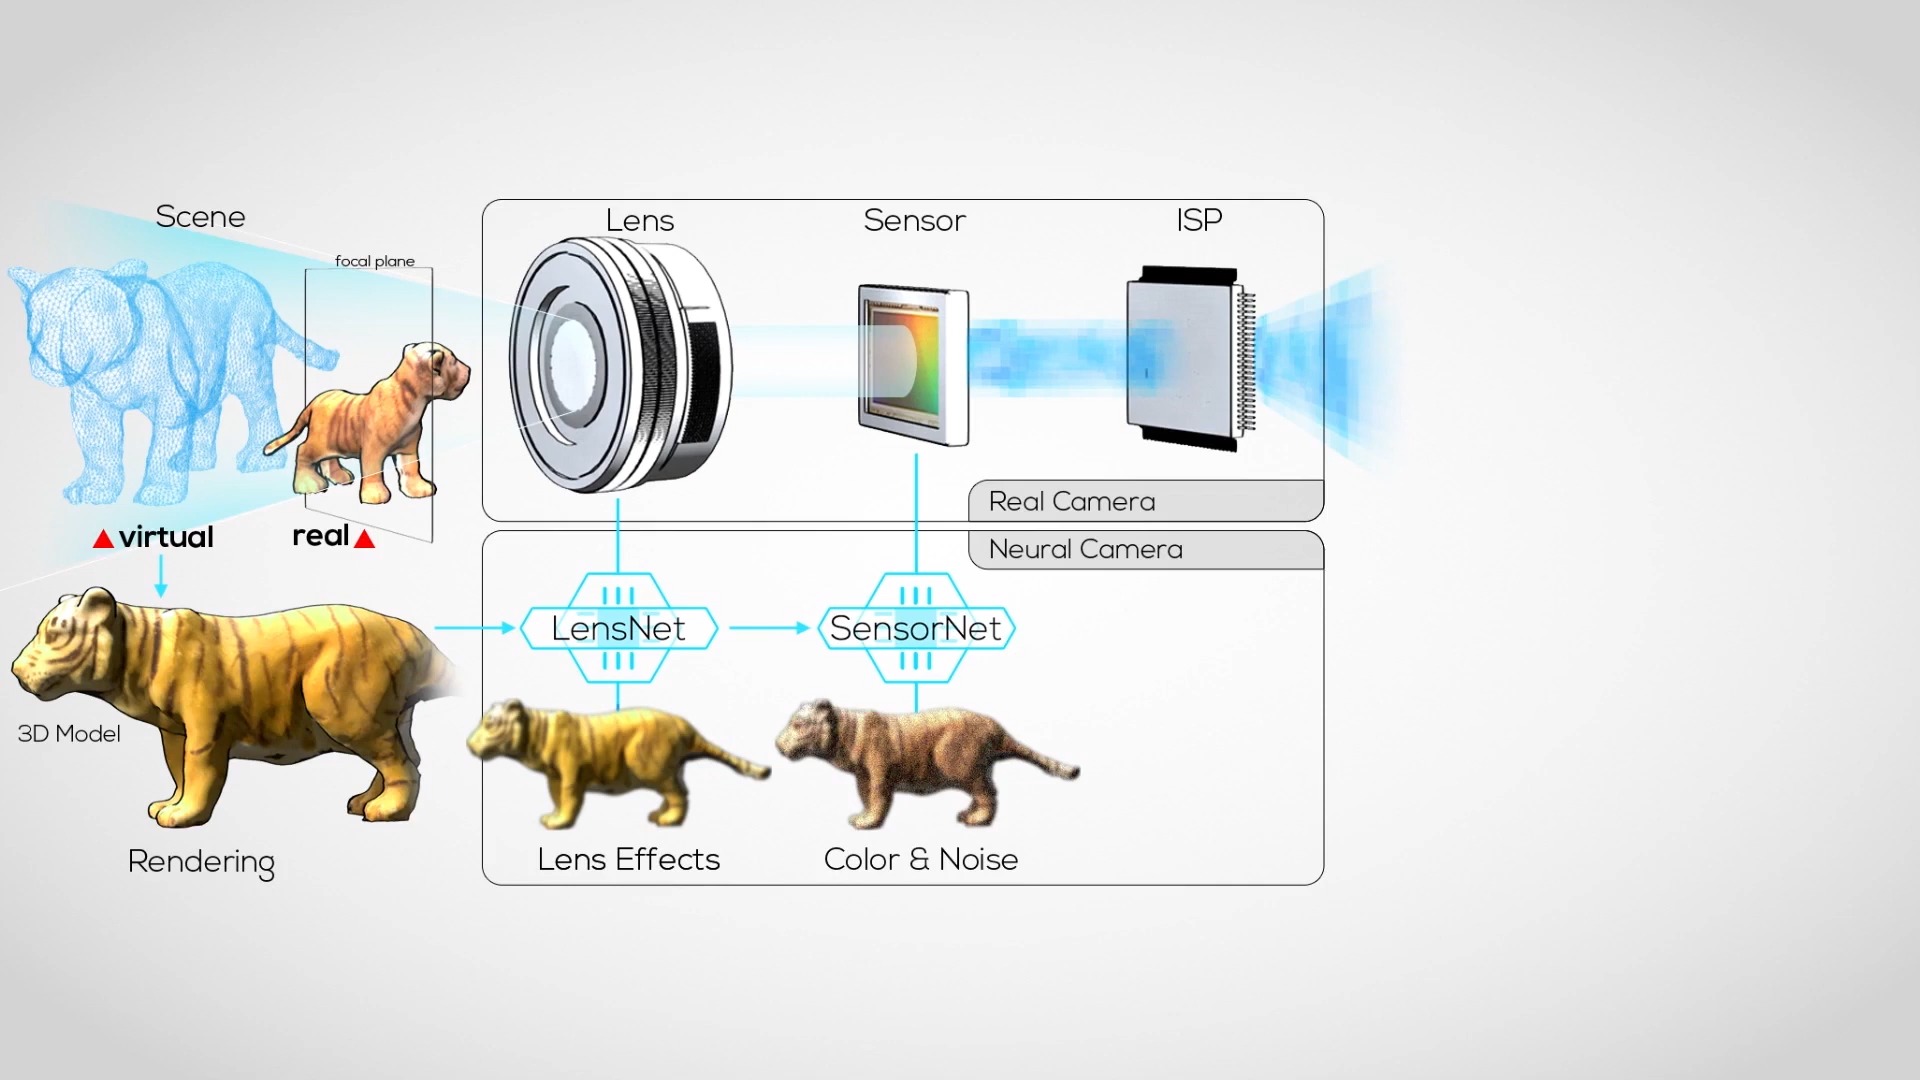 Scene
Lens
Sensor
ISP
focal plane
Real Camera
virtual
real
Neural Camera
LensNet
SensorNet
3D Model
Rendering
Lens Effects
Color & Noise